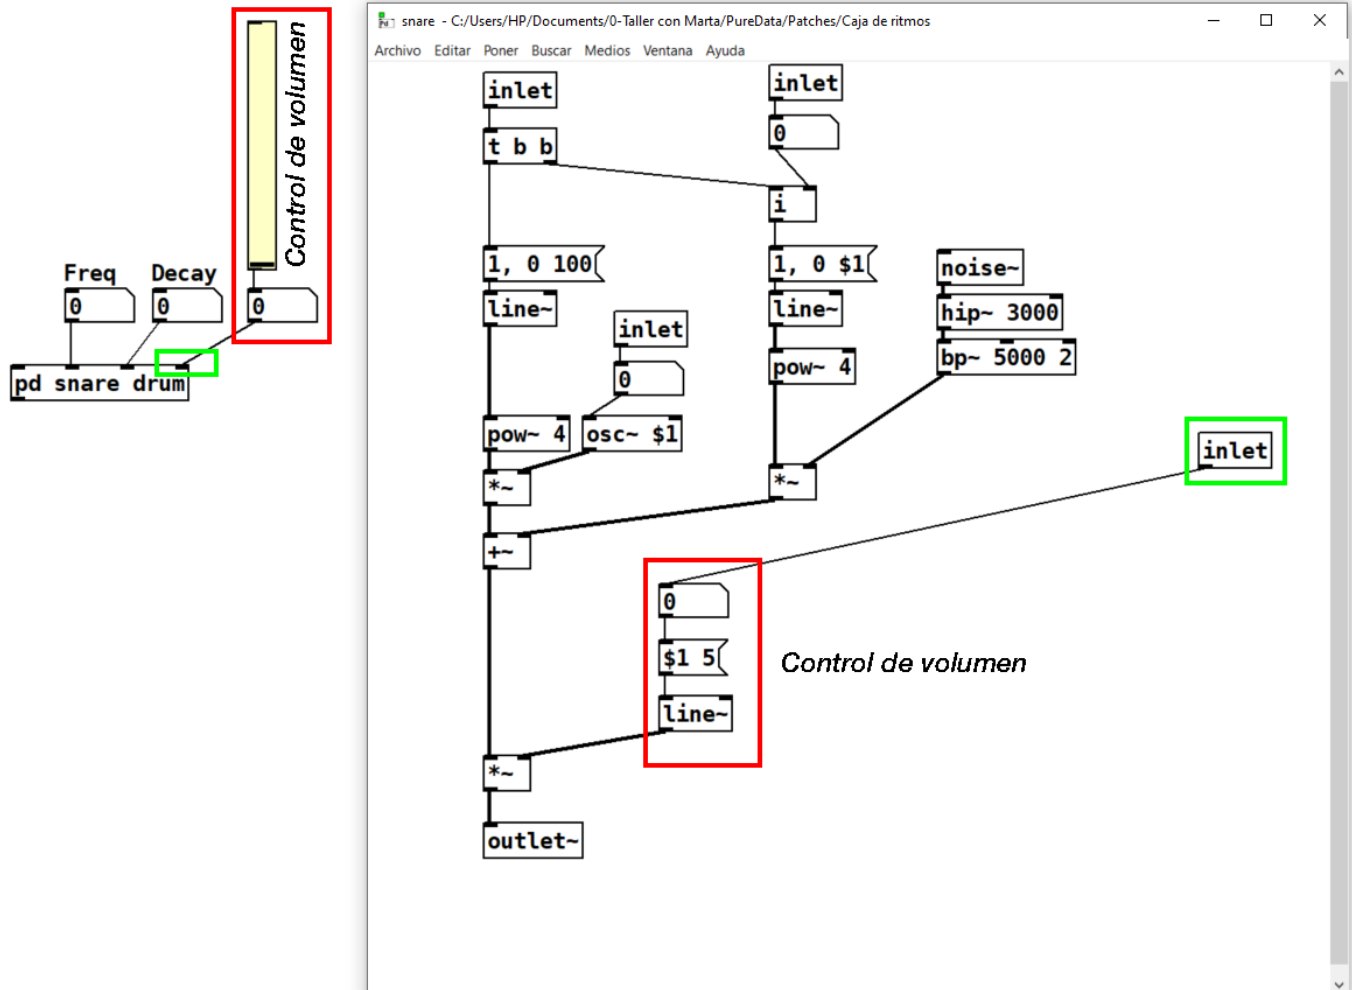 snare - C:/Users/HP/Documents/0-Taller con Marta/PureData/Patches/Caja de ritmos
Archivo Editar Poner Buscar Medios Ventana Ayuda
Control de volumen
Freq Decay
0 0 0
pd snare drum
inlet
inlet
0
t b b
i
1, 0 100
1, 0 $1
noise~
line~
line~
hip~ 3000
inlet
bp~ 5000 2
pow~ 4
0
pow~ 4
osc~ $1
inlet
*~
*~
+~
0
$1 5
Control de volumen
line~
*~
outlet~